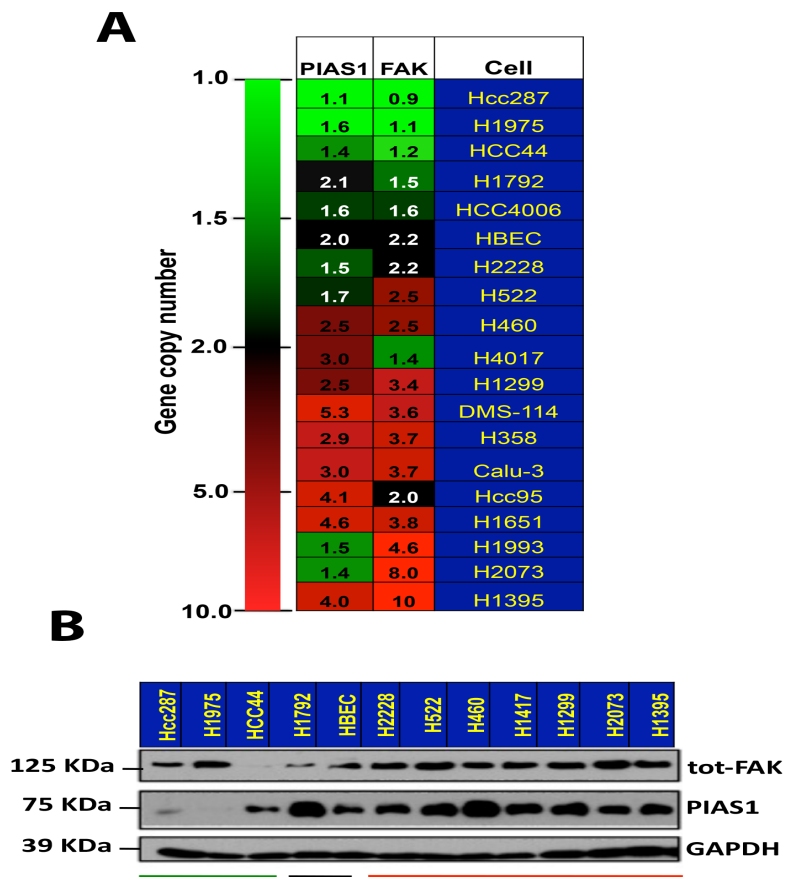 A
PIAS1 FAK Cell
1.0
1.1 0.9 Hcc287
1.6 1.1 H1975
1.4 1.2 HCC44
2.1 1.5 H1792
1.5
1.6 1.6 HCC4006
2.0 2.2 HBEC
1.5 2.2 H2228
1.7 2.5 H522
2.5 2.5 H460
2.0
3.0 1.4 H4017
2.5 3.4 H1299
5.3 3.6 DMS-114
2.9 3.7 H358
3.0 3.7 Calu-3
5.0
4.1 2.0 Hcc95
4.6 3.8 H1651
1.5 4.6 H1993
1.4 8.0 H2073
10.0
4.0 10 H1395
Gene copy number
B
Hcc287 H1975 HCC44 H1792 HBEC H2228 H522 H460 H1417 H1299 H2073 H1395
125 KDa tot-FAK
75 KDa PIAS1
39 KDa GAPDH